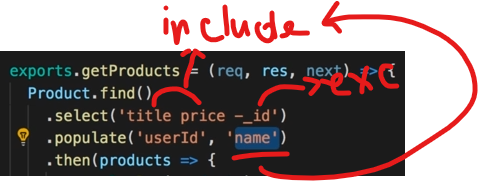 include
exports.getProducts = (req, res, next) => {
Product.find()
exc
.select('title price -_id')
.populate('userId', 'name')
.then(products => {